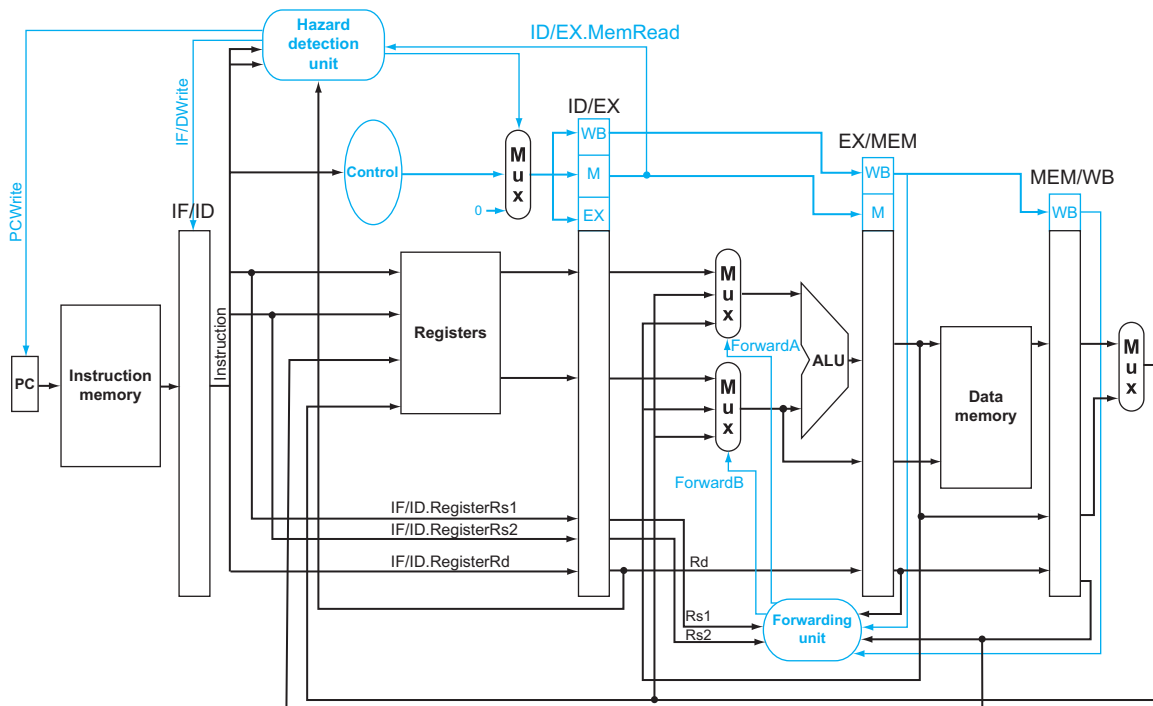 Hazard
detection
unit
ID/EX.MemRead
IF/DWrite
PCWrite
ID/EX
WB
M
EX
Control
M
u
x
0
EX/MEM
WB
M
MEM/WB
WB
IF/ID
Instruction
PC
Instruction
memory
Registers
M
u
x
ForwardA
M
u
x
ForwardB
ALU
Data
memory
M
u
x
IF/ID.RegisterRs1
IF/ID.RegisterRs2
IF/ID.RegisterRd
Rd
Rs1
Rs2
Forwarding
unit